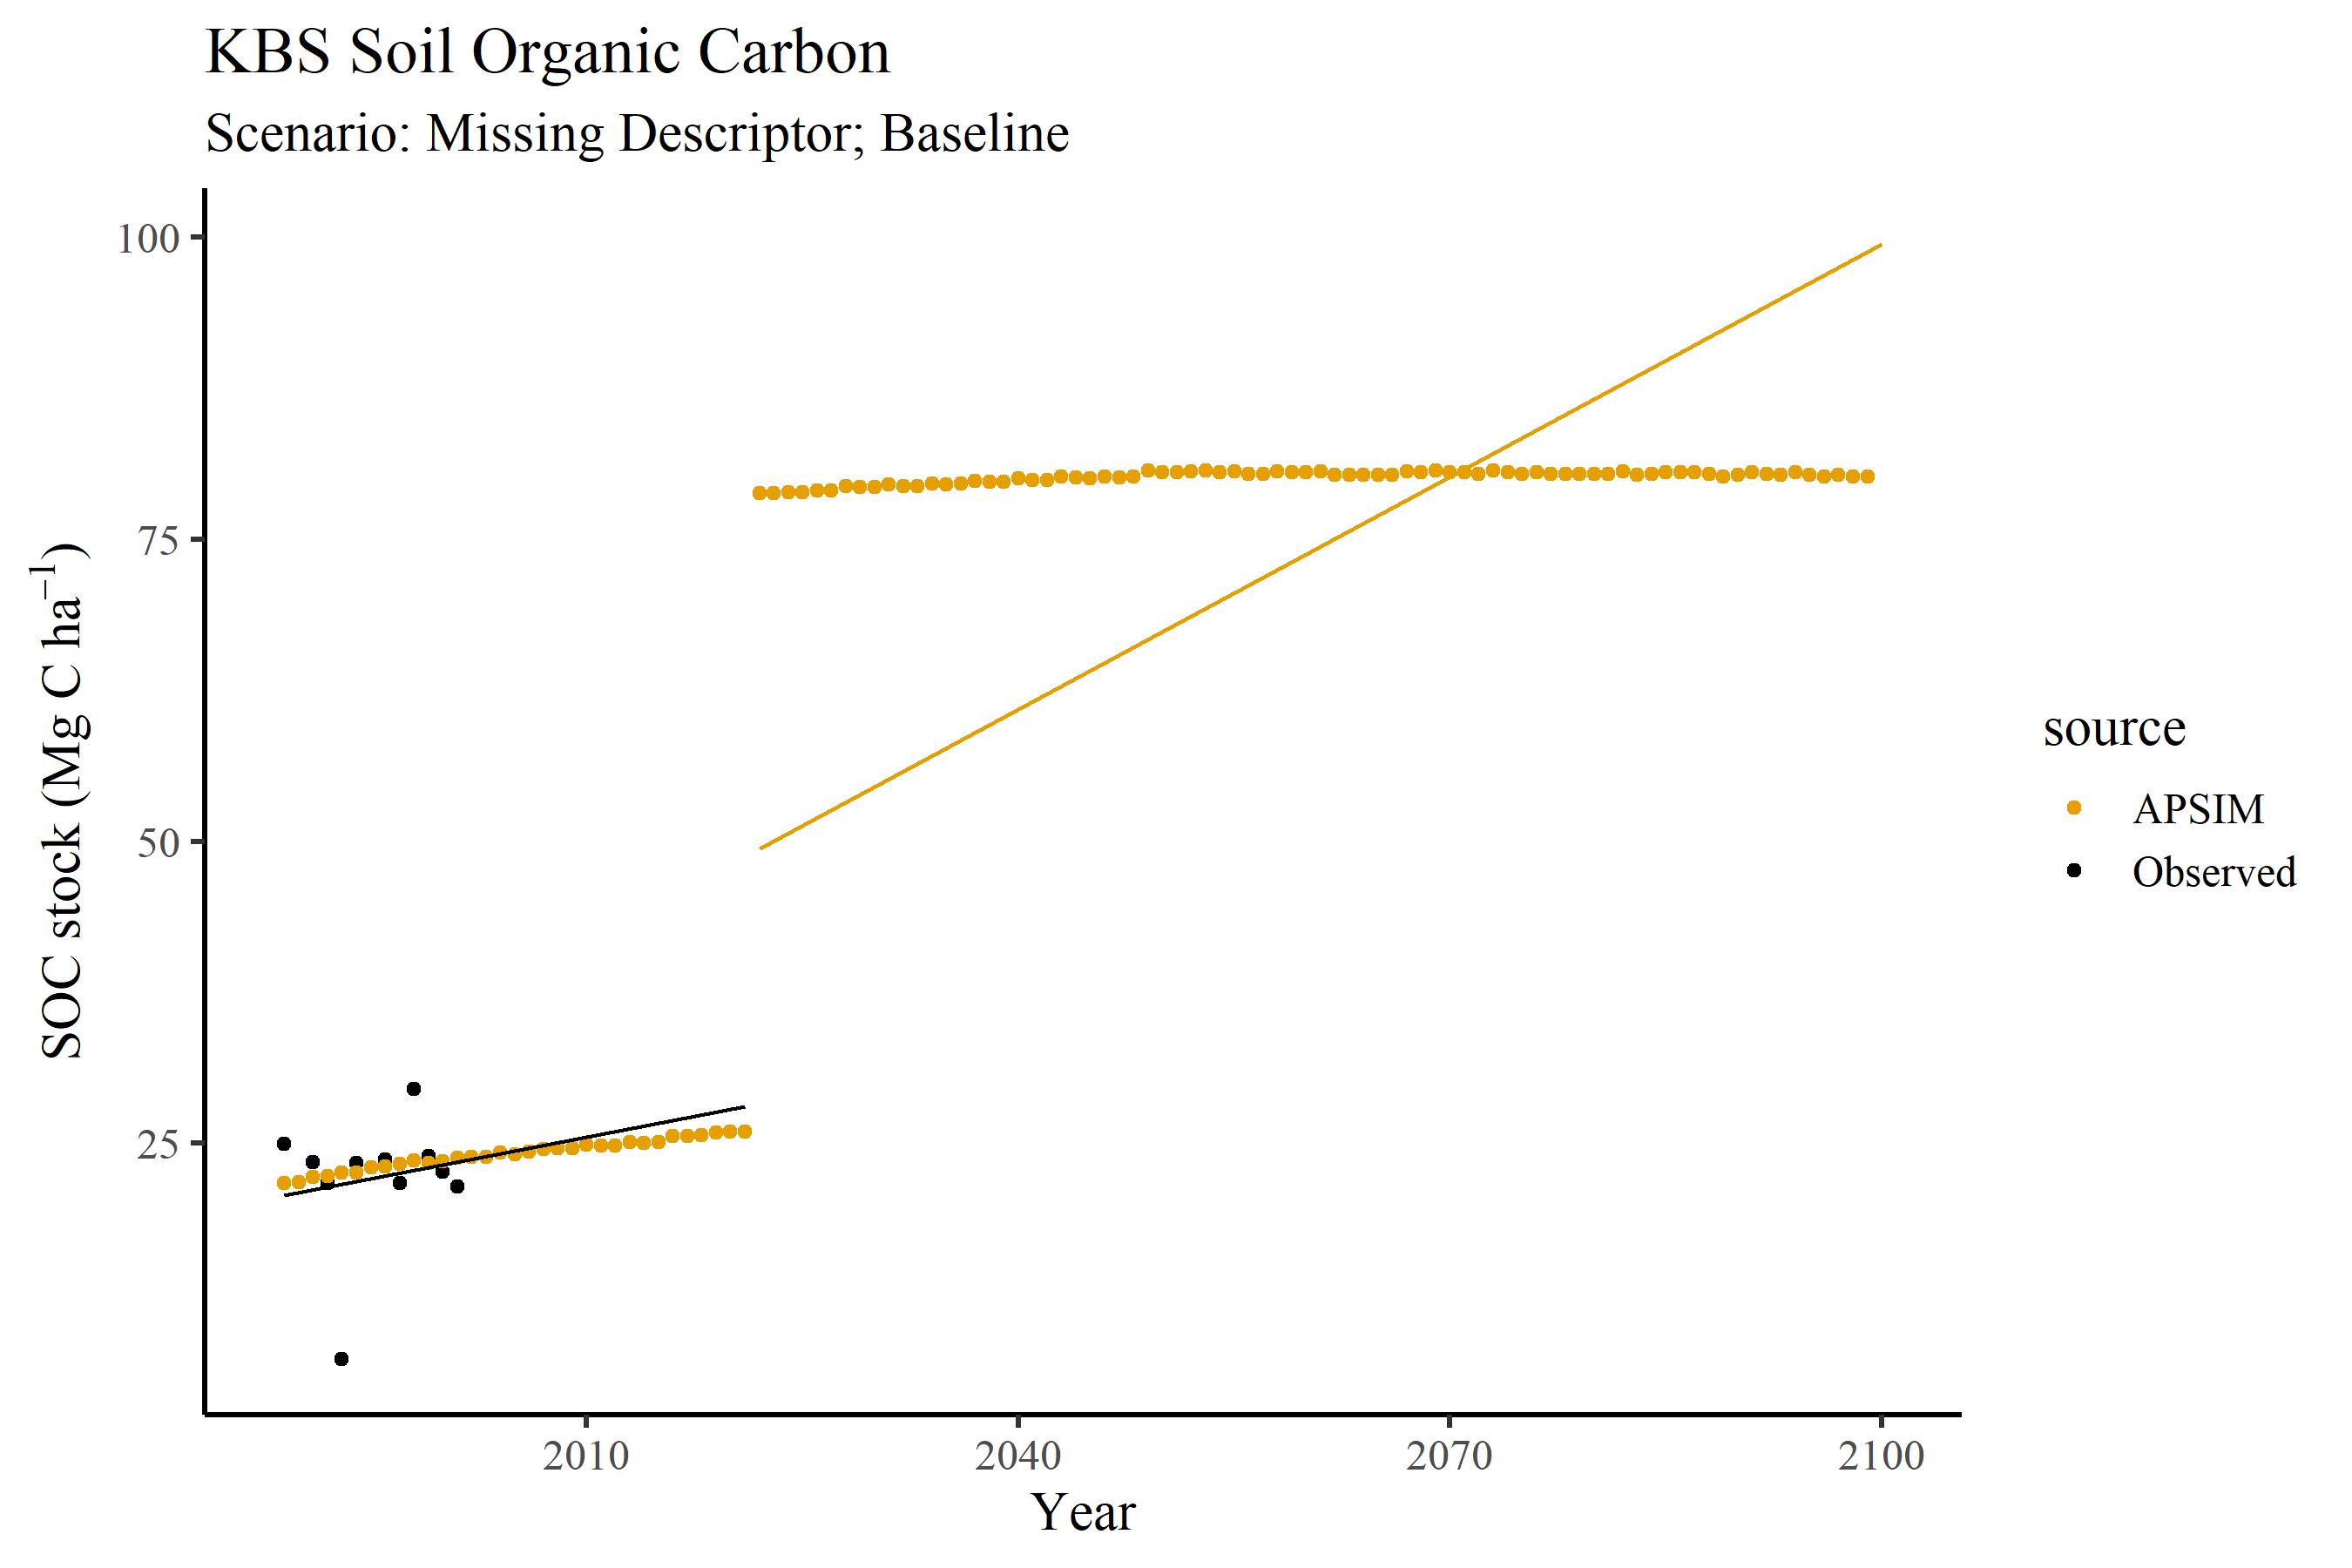 KBS Soil Organic Carbon
Scenario: Missing Descriptor; Baseline
100
75
50
25
SOC stock (Mg C ha⁻¹)
2010 2040 2070 2100
Year
source
APSIM
Observed